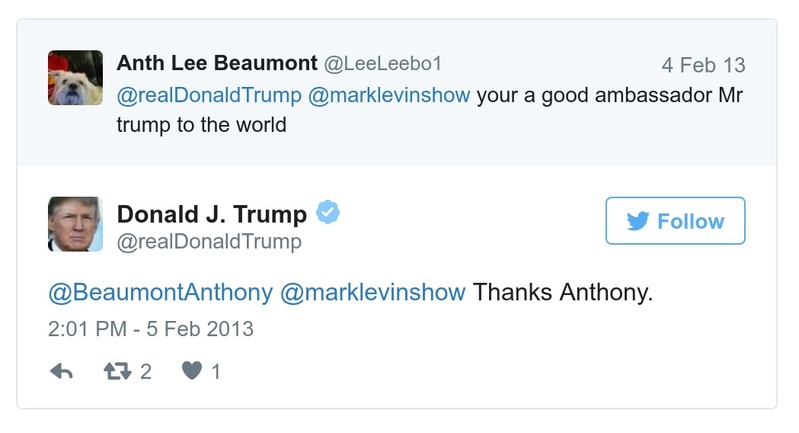 Anth Lee Beaumont @LeeLeebo1 4 Feb 13
@realDonaldTrump @marklevinshow your a good ambassador Mr
trump to the world
Donald J. Trump
@realDonaldTrump
Follow
@BeaumontAnthony @marklevinshow Thanks Anthony.
2:01 PM - 5 Feb 2013
2 1